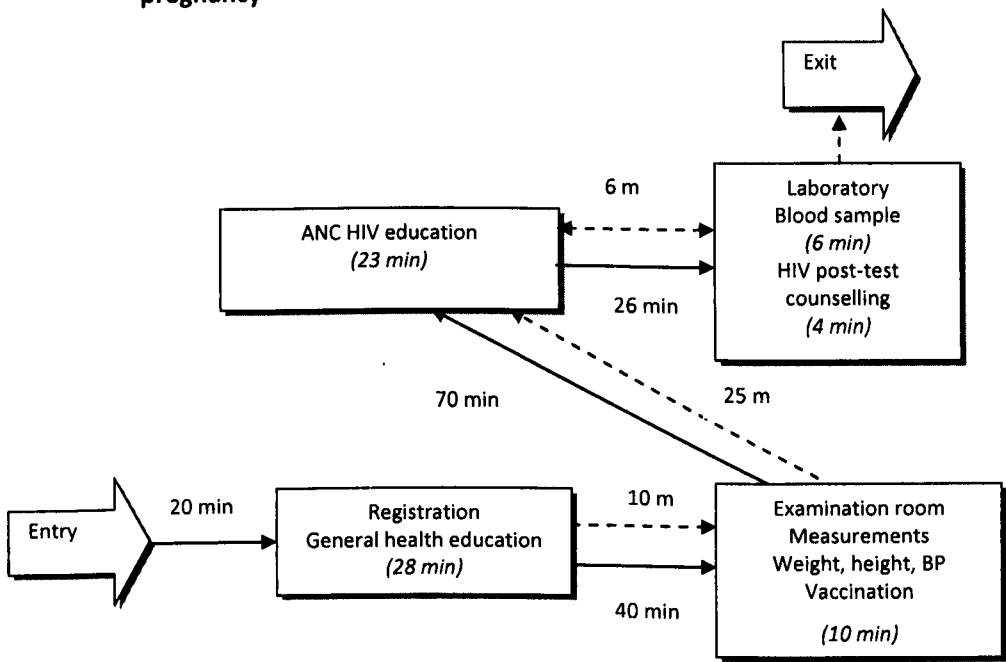 pregnancy
Exit
6 m
Laboratory
Blood sample
(6 min)
HIV post-test
counselling
(4 min)
ANC HIV education
(23 min)
26 min
70 min
25 m
Entry
20 min
Registration
General health education
(28 min)
10 m
40 min
Examination room
Measurements
Weight, height, BP
Vaccination
(10 min)